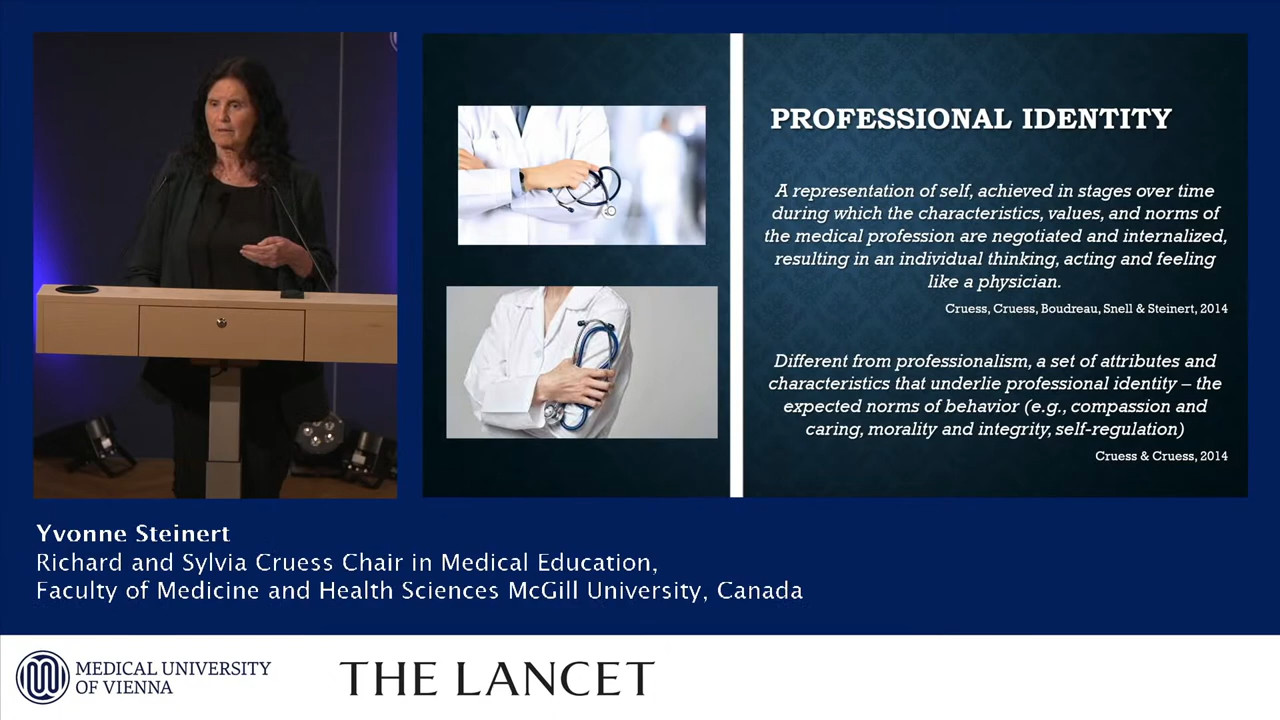 PROFESSIONAL IDENTITY
A representation of self, achieved in stages over time
during which the characteristics, values, and norms of
the medical profession are negotiated and internalized,
resulting in an individual thinking, acting and feeling
like a physician.
Cruess, Cruess, Boudreau, Snell & Steinert, 2014
Different from professionalism, a set of attributes and
characteristics that underlie professional identity – the
expected norms of behavior (e.g., compassion and
caring, morality and integrity, self-regulation)
Cruess & Cruess, 2014
Yvonne Steinert
Richard and Sylvia Cruess Chair in Medical Education,
Faculty of Medicine and Health Sciences McGill University, Canada
MEDICAL UNIVERSITY
OF VIENNA
THE LANCET